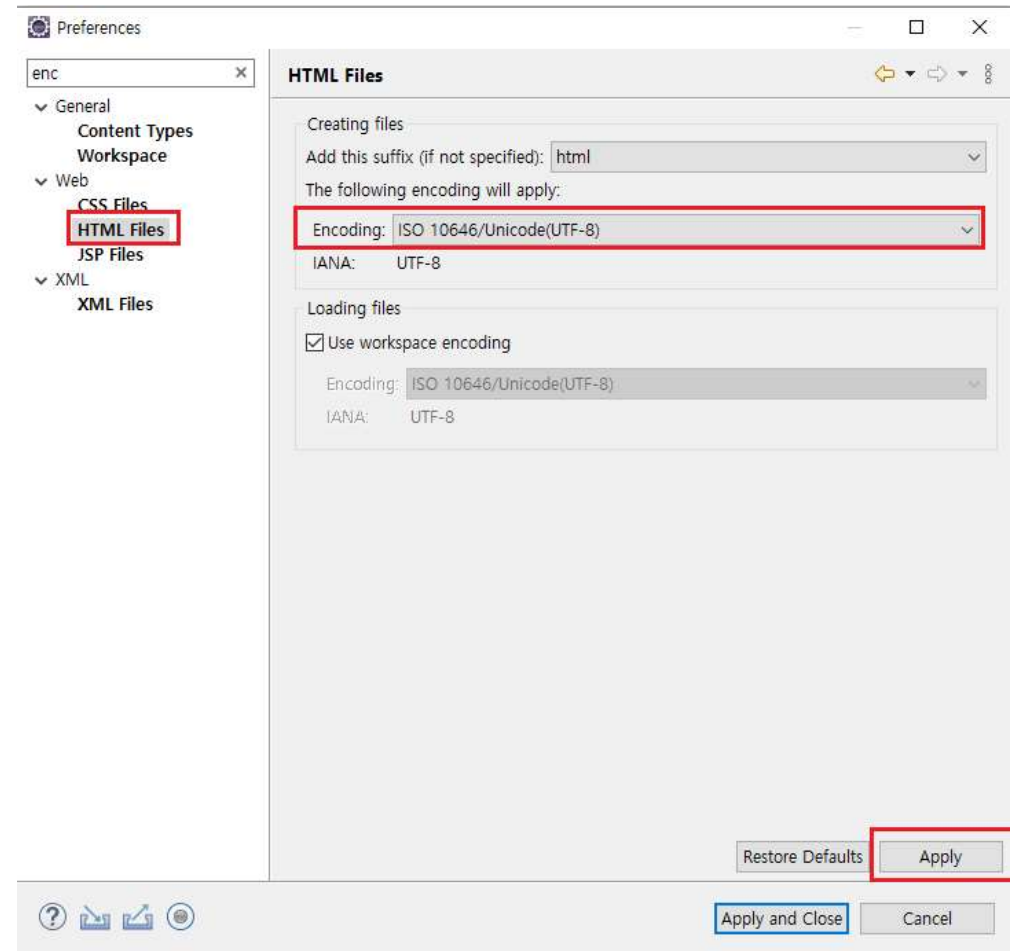 Preferences
enc
General
Content Types
Workspace
Web
CSS Files
HTML Files
JSP Files
XML
XML Files
HTML Files
Creating files
Add this suffix (if not specified): html
The following encoding will apply:
Encoding: ISO 10646/Unicode(UTF-8)
IANA: UTF-8
Loading files
Use workspace encoding
Encoding: ISO 10646/Unicode(UTF-8)
IANA: UTF-8
Restore Defaults Apply
Apply and Close Cancel